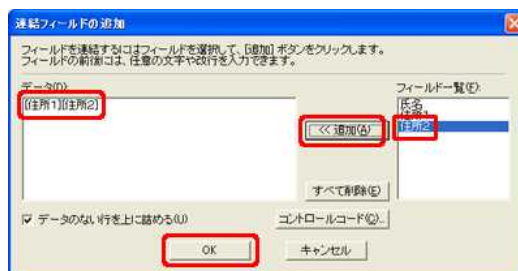 連結フィールドの追加
フィールドを連結するにはフィールドを選択して、[追加] ボタンをクリックします。
フィールドの前後には、任意の文字や改行を入力できます。
データ(D):
フィールド一覧(F):
[住所1][住所2]
氏名
住所1
住所2
<< 追加(A)
すべて削除(E)
データのない行を上に詰める(U)
コントロールコード(C)...
OK
キャンセル